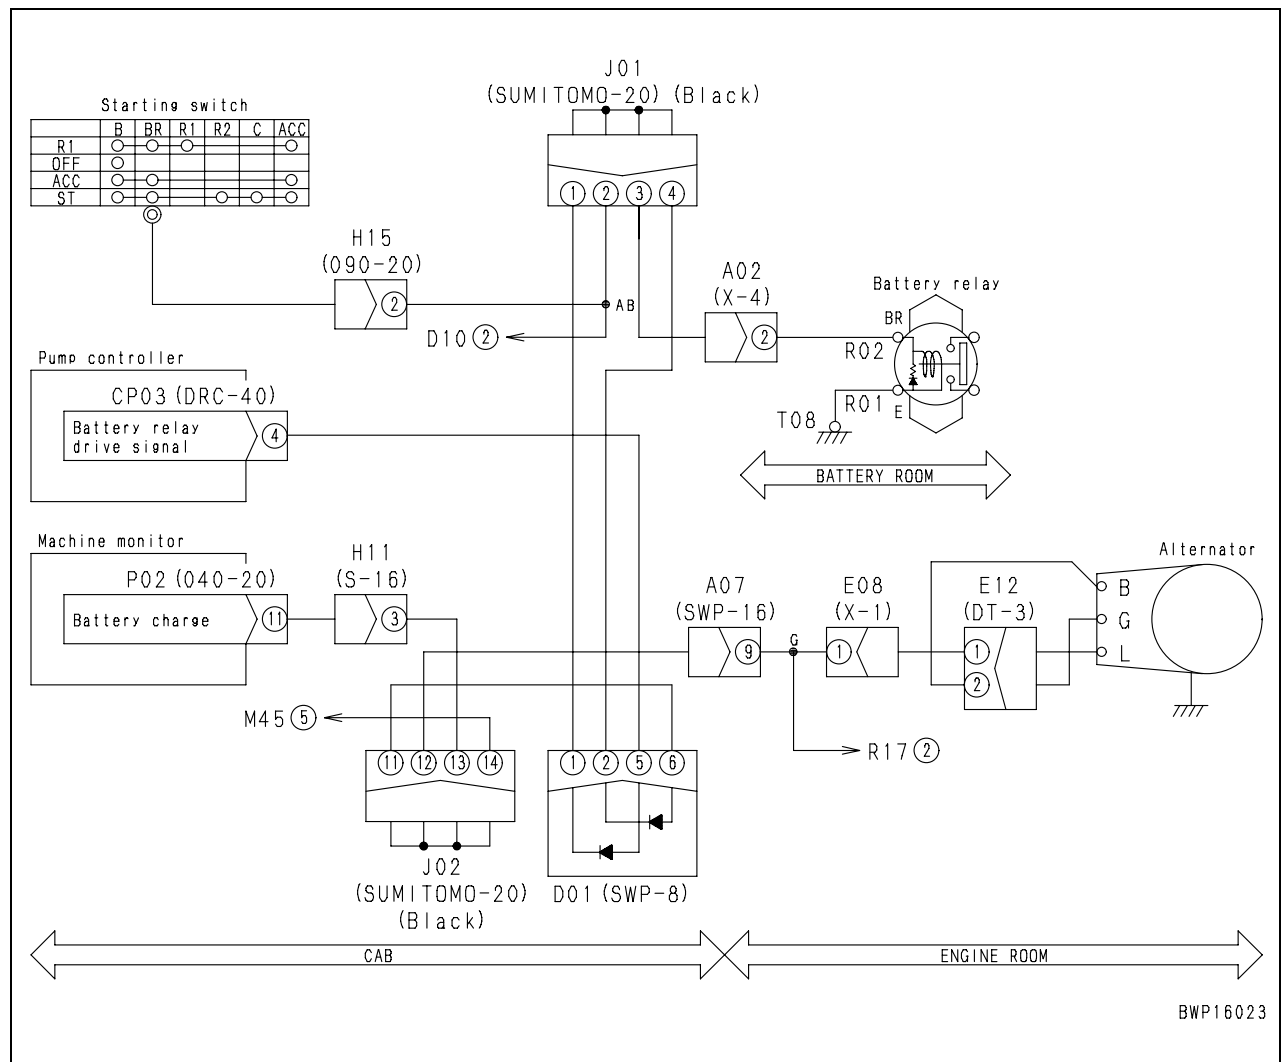 J01
(SUMITOMO-20) (Black)
Starting switch
B BR R1 R2 C ACC
R1
OFF
ACC
ST
1 2 3 4
H15
(090-20)
2
AB
D10 2
A02
(X-4)
2
Battery relay
BR
R02
R01
E
T08
BATTERY ROOM
Pump controller
CP03 (DRC-40)
Battery relay
drive signal
4
Machine monitor
P02 (040-20)
Battery charge
11
H11
(S-16)
3
A07
(SWP-16)
9
G
E08
(X-1)
1
E12
(DT-3)
1
2
Alternator
B
G
L
M45 5
R17 2
11 12 13 14
1 2 5 6
J02
(SUMITOMO-20)
(Black)
D01 (SWP-8)
CAB
ENGINE ROOM
BWP16023